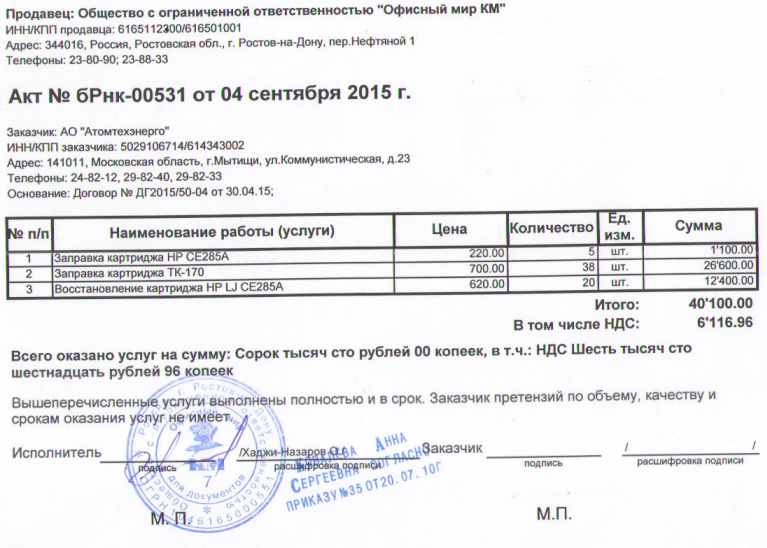 Продавец: Общество с ограниченной ответственностью "Офисный мир КМ"
ИНН/КПП продавца: 6165112300/616501001
Адрес: 344016, Россия, Ростовская обл., г. Ростов-на-Дону, пер.Нефтяной 1
Телефоны: 23-80-90; 23-88-33
Акт № бРнк-00531 от 04 сентября 2015 г.
Заказчик: АО "Атомтехэнерго"
ИНН/КПП заказчика: 5029106714/614343002
Адрес: 141011, Московская область, г.Мытищи, ул.Коммунистическая, д.23
Телефоны: 24-82-12, 29-82-40, 29-82-33
Основание: Договор № ДГ2015/50-04 от 30.04.15;
№ п/п Наименование работы (услуги) Цена Количество Ед. изм. Сумма
1 Заправка картриджа HP CE285A 220.00 5 шт. 1'100.00
2 Заправка картриджа ТК-170 700.00 38 шт. 26'600.00
3 Восстановление картриджа HP LJ CE285A 620.00 20 шт. 12'400.00
Итого: 40'100.00
В том числе НДС: 6'116.96
Всего оказано услуг на сумму: Сорок тысяч сто рублей 00 копеек, в т.ч.: НДС Шесть тысяч сто
шестнадцать рублей 96 копеек
Вышеперечисленные услуги выполнены полностью и в срок. Заказчик претензий по объему, качеству и
срокам оказания услуг не имеет.
Исполнитель /Хаджи-Назаров О. Заказчик / /
подпись расшифровка подписи подпись расшифровка подписи
КОВАЛЕВА АННА
СЕРГЕЕВНА СОГЛАСНО
ПРИКАЗУ №35 ОТ 20.07.10Г
г. Ростов-на-Дону
7
для документов
М. П. М.П.